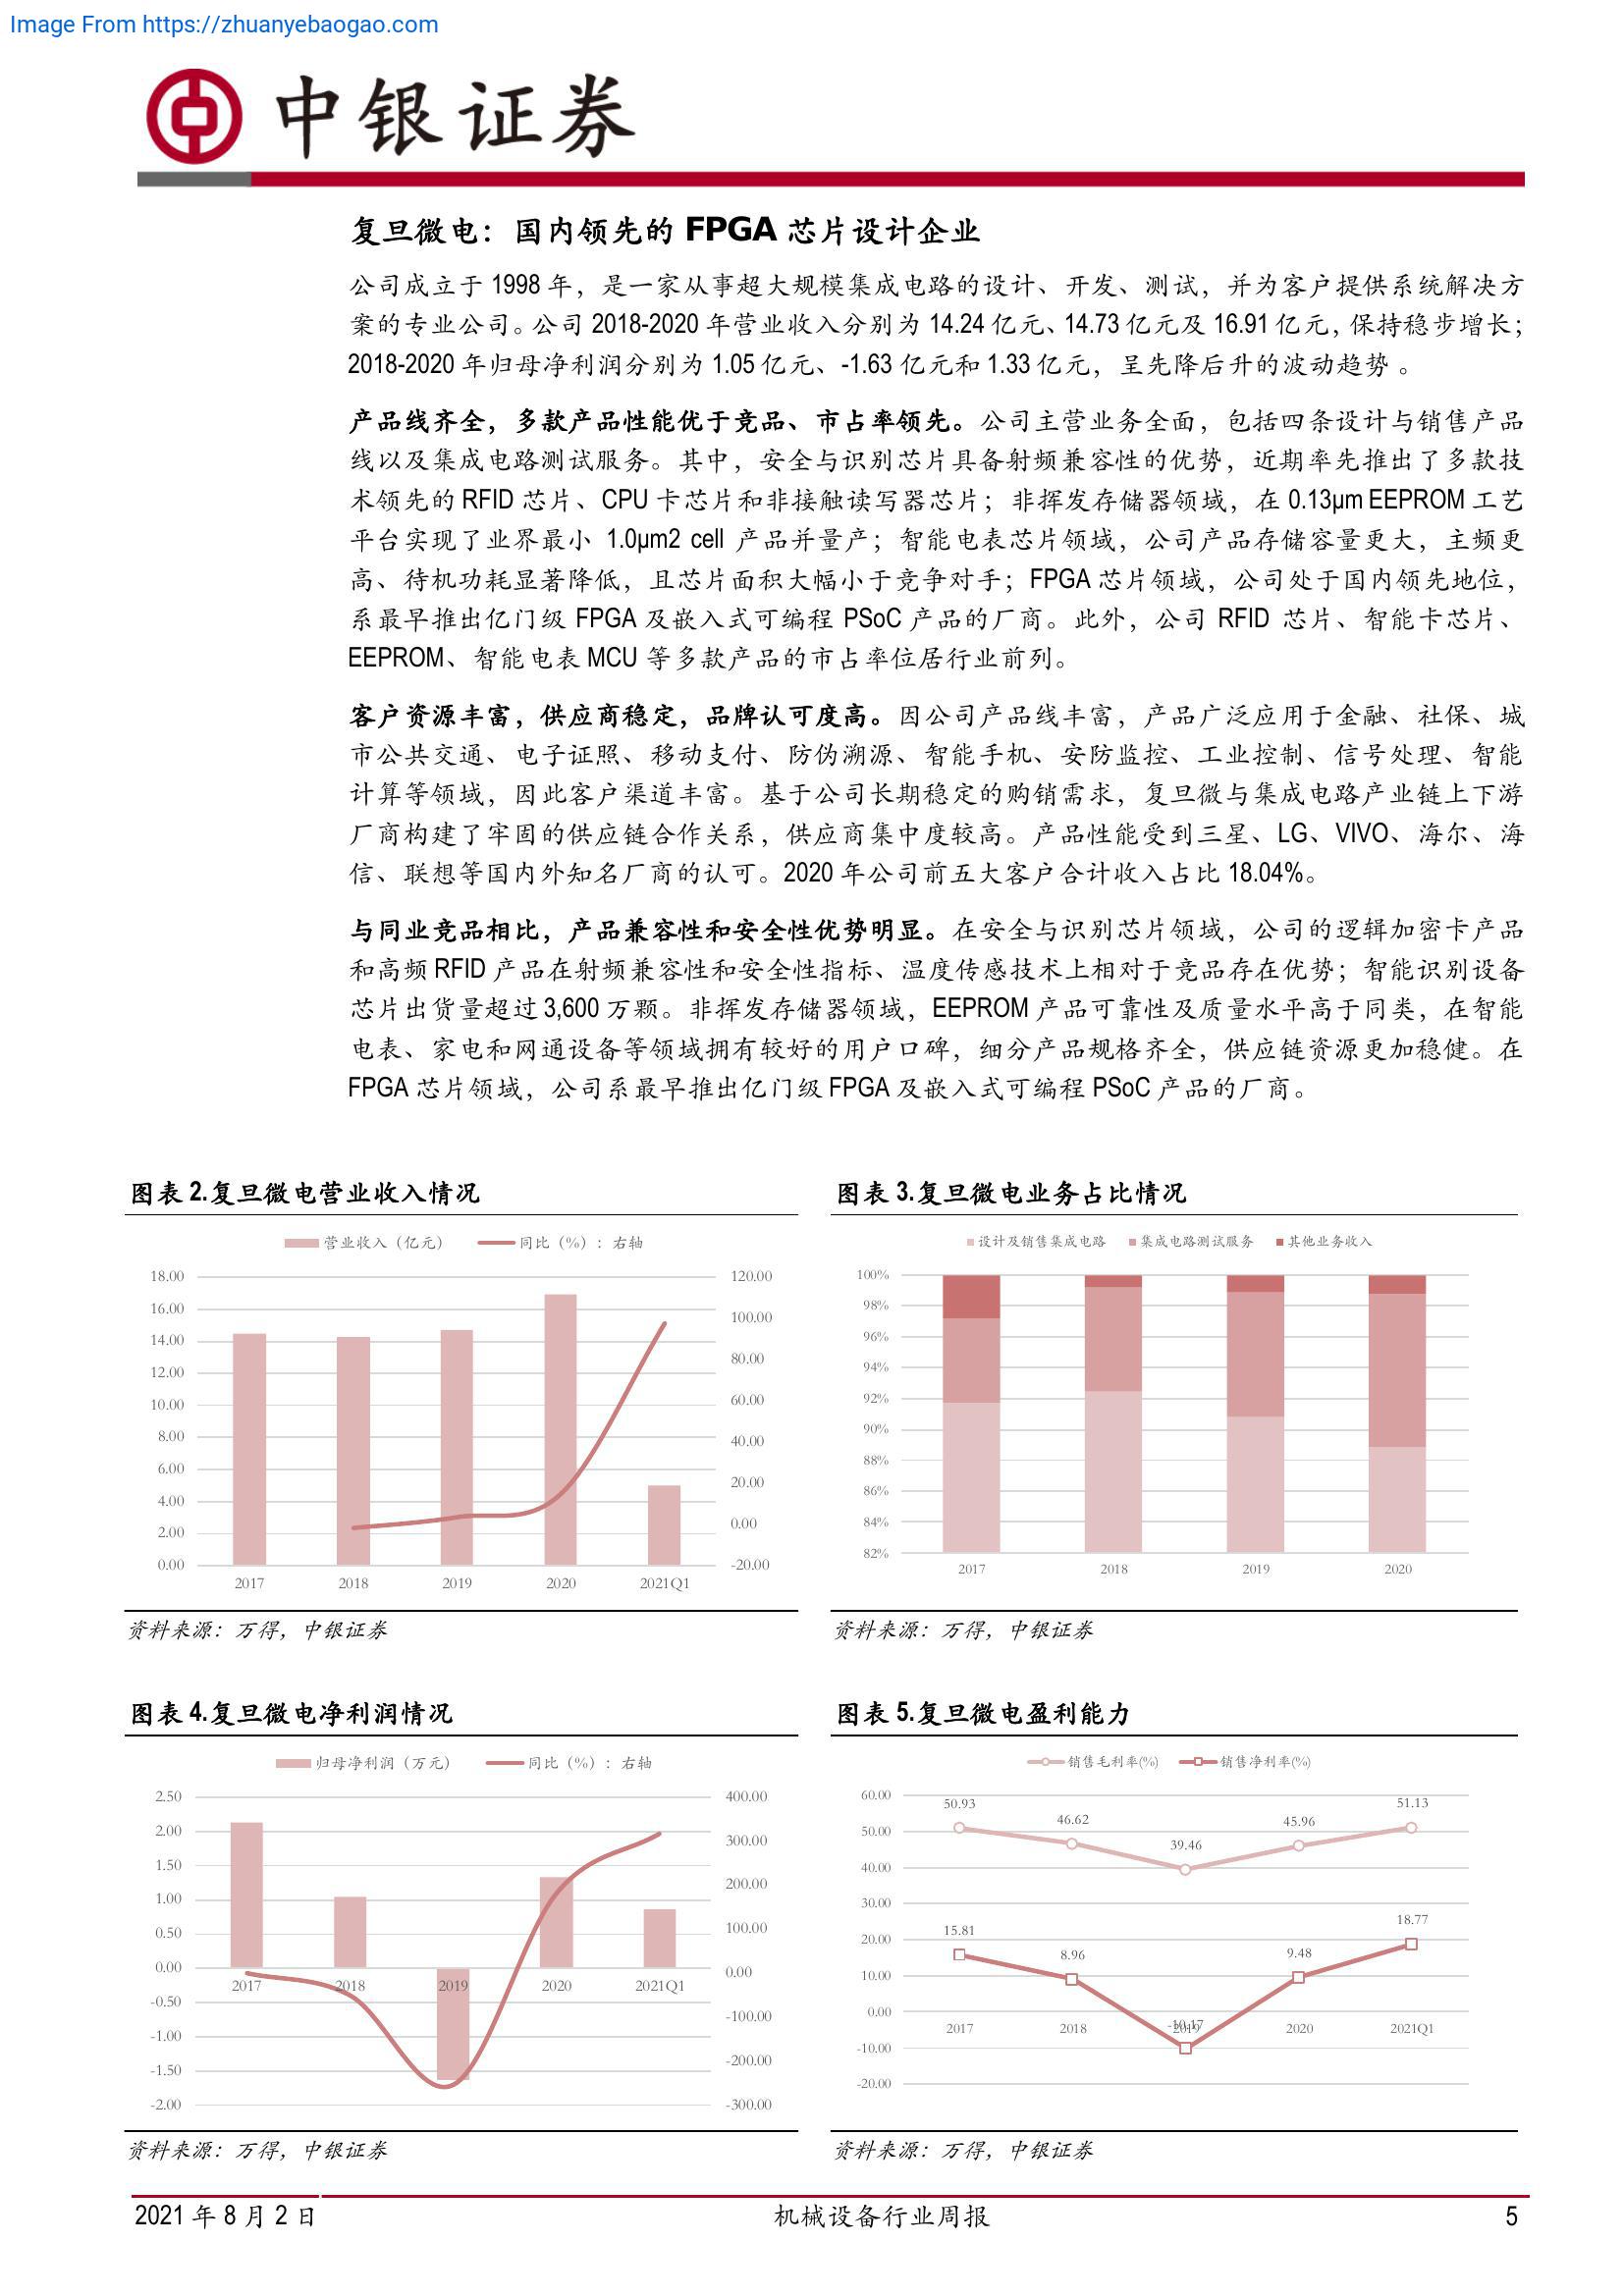 Image From https://zhuanyebaogao.com
中银证券
复旦微电：国内领先的 FPGA 芯片设计企业
公司成立于 1998 年，是一家从事超大规模集成电路的设计、开发、测试，并为客户提供系统解决方
案的专业公司。公司 2018-2020 年营业收入分别为 14.24 亿元、14.73 亿元及 16.91 亿元，保持稳步增长；
2018-2020 年归母净利润分别为 1.05 亿元、-1.63 亿元和 1.33 亿元，呈先降后升的波动趋势 。
产品线齐全，多款产品性能优于竞品、市占率领先。公司主营业务全面，包括四条设计与销售产品
线以及集成电路测试服务。其中，安全与识别芯片具备射频兼容性的优势，近期率先推出了多款技
术领先的 RFID 芯片、CPU 卡芯片和非接触读写器芯片；非挥发存储器领域，在 0.13μm EEPROM 工艺
平台实现了业界最小 1.0μm2 cell 产品并量产；智能电表芯片领域，公司产品存储容量更大，主频更
高、待机功耗显著降低，且芯片面积大幅小于竞争对手；FPGA 芯片领域，公司处于国内领先地位，
系最早推出亿门级 FPGA 及嵌入式可编程 PSoC 产品的厂商。此外，公司 RFID 芯片、智能卡芯片、
EEPROM、智能电表 MCU 等多款产品的市占率位居行业前列。
客户资源丰富，供应商稳定，品牌认可度高。因公司产品线丰富，产品广泛应用于金融、社保、城
市公共交通、电子证照、移动支付、防伪溯源、智能手机、安防监控、工业控制、信号处理、智能
计算等领域，因此客户渠道丰富。基于公司长期稳定的购销需求，复旦微与集成电路产业链上下游
厂商构建了牢固的供应链合作关系，供应商集中度较高。产品性能受到三星、LG、VIVO、海尔、海
信、联想等国内外知名厂商的认可。2020 年公司前五大客户合计收入占比 18.04%。
与同业竞品相比，产品兼容性和安全性优势明显。在安全与识别芯片领域，公司的逻辑加密卡产品
和高频 RFID 产品在射频兼容性和安全性指标、温度传感技术上相对于竞品存在优势；智能识别设备
芯片出货量超过 3,600 万颗。非挥发存储器领域，EEPROM 产品可靠性及质量水平高于同类，在智能
电表、家电和网通设备等领域拥有较好的用户口碑，细分产品规格齐全，供应链资源更加稳健。在
FPGA 芯片领域，公司系最早推出亿门级 FPGA 及嵌入式可编程 PSoC 产品的厂商。
图表 2.复旦微电营业收入情况
营业收入（亿元） 同比（%）：右轴
18.00 120.00
16.00 100.00
14.00 80.00
12.00 60.00
10.00 40.00
8.00 20.00
6.00 0.00
4.00 -20.00
2.00
0.00
2017 2018 2019 2020 2021Q1
资料来源：万得，中银证券
图表 3.复旦微电业务占比情况
设计及销售集成电路 集成电路测试服务 其他业务收入
100%
98%
96%
94%
92%
90%
88%
86%
84%
82%
2017 2018 2019 2020
资料来源：万得，中银证券
图表 4.复旦微电净利润情况
归母净利润（万元） 同比（%）：右轴
2.50 400.00
2.00 300.00
1.50 200.00
1.00 100.00
0.50 0.00
0.00 -100.00
-0.50 -200.00
-1.00 -300.00
-1.50
-2.00
2017 2018 2019 2020 2021Q1
资料来源：万得，中银证券
图表 5.复旦微电盈利能力
销售毛利率(%) 销售净利率(%)
60.00
50.00
40.00
30.00
20.00
10.00
0.00
-10.00
-20.00
50.93 46.62 39.46 45.96 51.13
15.81 8.96 -10.17 9.48 18.77
2017 2018 2019 2020 2021Q1
资料来源：万得，中银证券
2021 年 8 月 2 日 机械设备行业周报 5